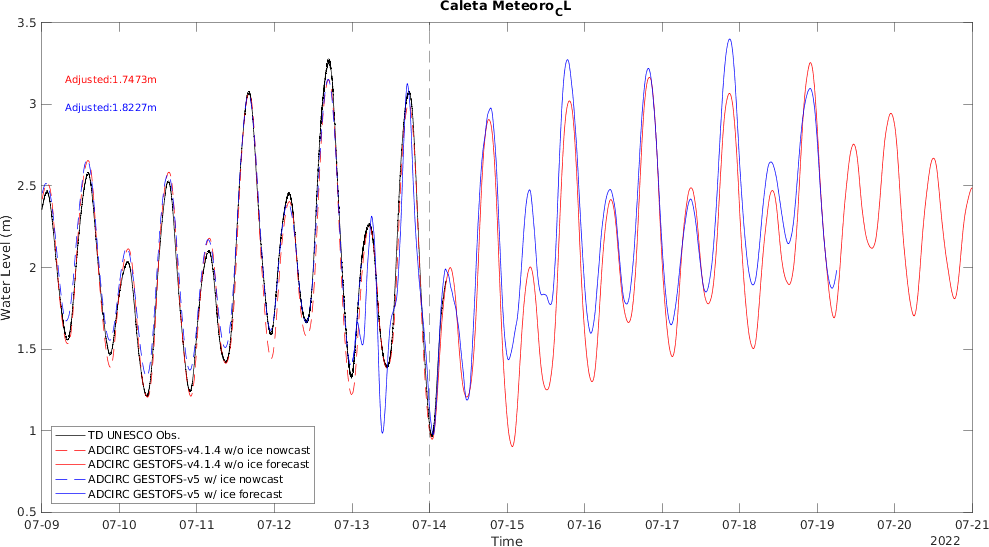 Caleta Meteoro_CL
3.5
3
2.5
2
1.5
1
0.5
Water Level (m)
Adjusted:1.7473m
Adjusted:1.8227m
TD UNESCO Obs.
ADCIRC GESTOFS-v4.1.4 w/o ice nowcast
ADCIRC GESTOFS-v4.1.4 w/o ice forecast
ADCIRC GESTOFS-v5 w/ ice nowcast
ADCIRC GESTOFS-v5 w/ ice forecast
07-09 07-10 07-11 07-12 07-13 07-14 07-15 07-16 07-17 07-18 07-19 07-20 07-21
Time
2022